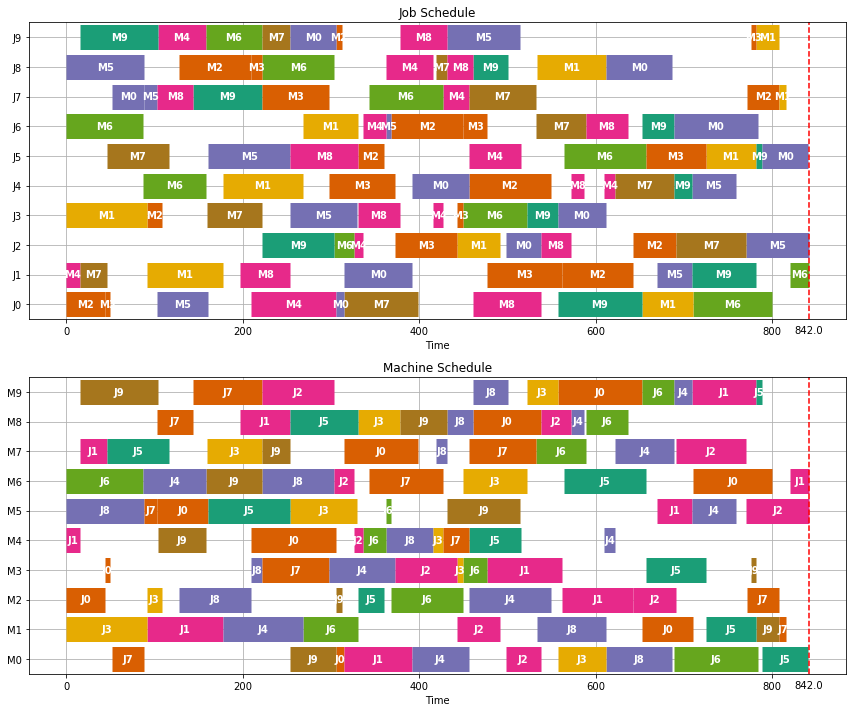 Job Schedule
J9 M9 M4 M6 M7 M0 M8 M5 M1
J8 M5 M2 M3 M6 M4 M7 M8 M9 M1 M0
J7 M0 M5 M8 M9 M3 M6 M4 M7 M2
J6 M6 M1 M4 M5 M2 M3 M7 M8 M9 M0
J5 M7 M5 M8 M2 M4 M6 M3 M1 M9 M0
J4 M6 M1 M3 M0 M2 M8 M4 M7 M9 M5
J3 M1 M2 M7 M5 M8 M4 M3 M6 M9 M0
J2 M9 M6 M4 M3 M1 M0 M8 M2 M7 M5
J1 M4 M7 M1 M8 M0 M3 M2 M5 M9 M6
J0 M2 M5 M4 M0 M7 M8 M9 M1 M6
0 200 400 600 800 842.0
Time
Machine Schedule
M9 J9 J7 J2 J8 J3 J0 J6 J4 J1 J5
M8 J7 J1 J5 J3 J9 J8 J0 J2 J4 J6
M7 J1 J5 J3 J9 J0 J8 J7 J6 J4 J2
M6 J6 J4 J9 J8 J2 J7 J3 J5 J0 J1
M5 J8 J7 J0 J5 J3 J9 J1 J4 J2
M4 J1 J9 J0 J2 J6 J8 J3 J7 J5 J4
M3 J8 J7 J4 J2 J3 J6 J1 J5
M2 J0 J3 J8 J5 J6 J4 J1 J2 J7
M1 J3 J1 J4 J6 J2 J8 J0 J5 J9 J7
M0 J7 J9 J0 J1 J4 J2 J3 J8 J6 J5
0 200 400 600 800 842.0
Time